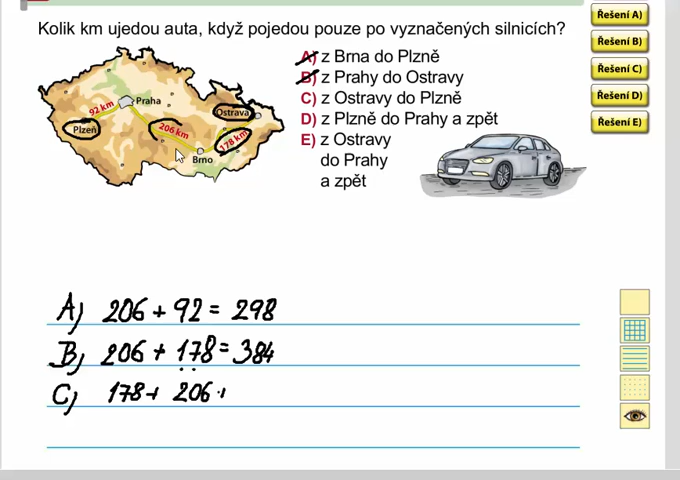 Kolik km ujedou auta, když pojedou pouze po vyznačených silnicích?
A) z Brna do Plzně
B) z Prahy do Ostravy
C) z Ostravy do Plzně
D) z Plzně do Prahy a zpět
E) z Ostravy
do Prahy
a zpět
92 km
Praha
Plzeň
206 km
Ostrava
178 km
Brno
Řešení A)
Řešení B)
Řešení C)
Řešení D)
Řešení E)
A) 206 + 92 = 298
B) 206 + 178 = 384
C) 178 + 206 +